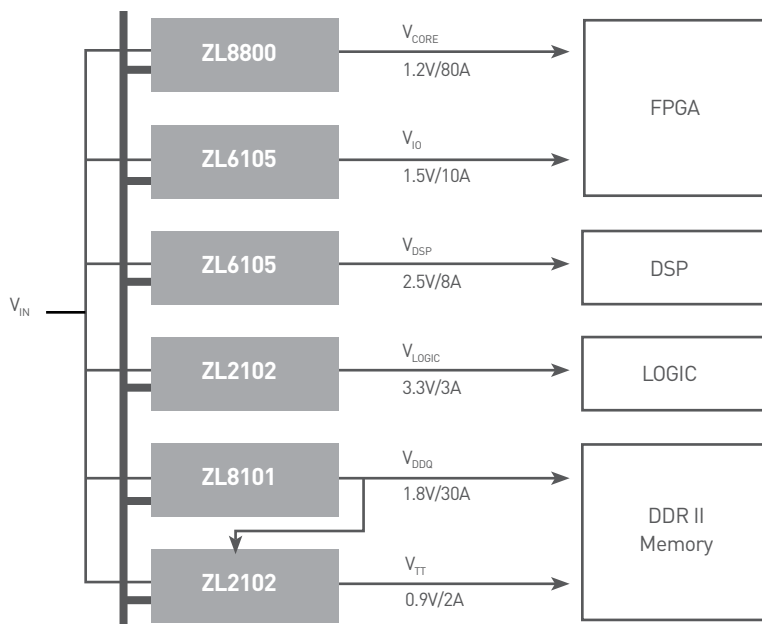 ZL8800
V_CORE
1.2V/80A
FPGA
ZL6105
V_IO
1.5V/10A
ZL6105
V_DSP
2.5V/8A
DSP
V_IN
ZL2102
V_LOGIC
3.3V/3A
LOGIC
ZL8101
V_DDQ
1.8V/30A
DDR II
Memory
ZL2102
V_TT
0.9V/2A